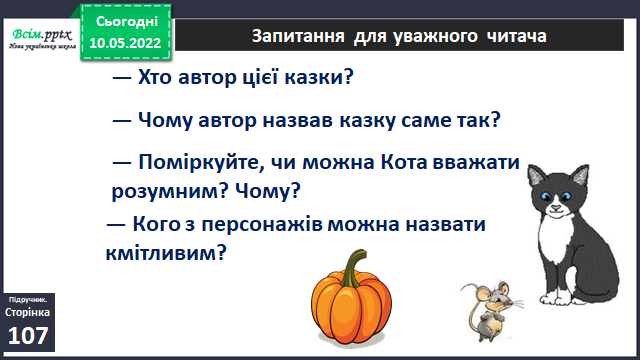 Всім.pptx
Нова українська школа
Сьогодні
10.05.2022
Запитання для уважного читача
— Хто автор цієї казки?
— Чому автор назвав казку саме так?
— Поміркуйте, чи можна Кота вважати
розумним? Чому?
— Кого з персонажів можна назвати
кмітливим?
Підручник.
Сторінка
107